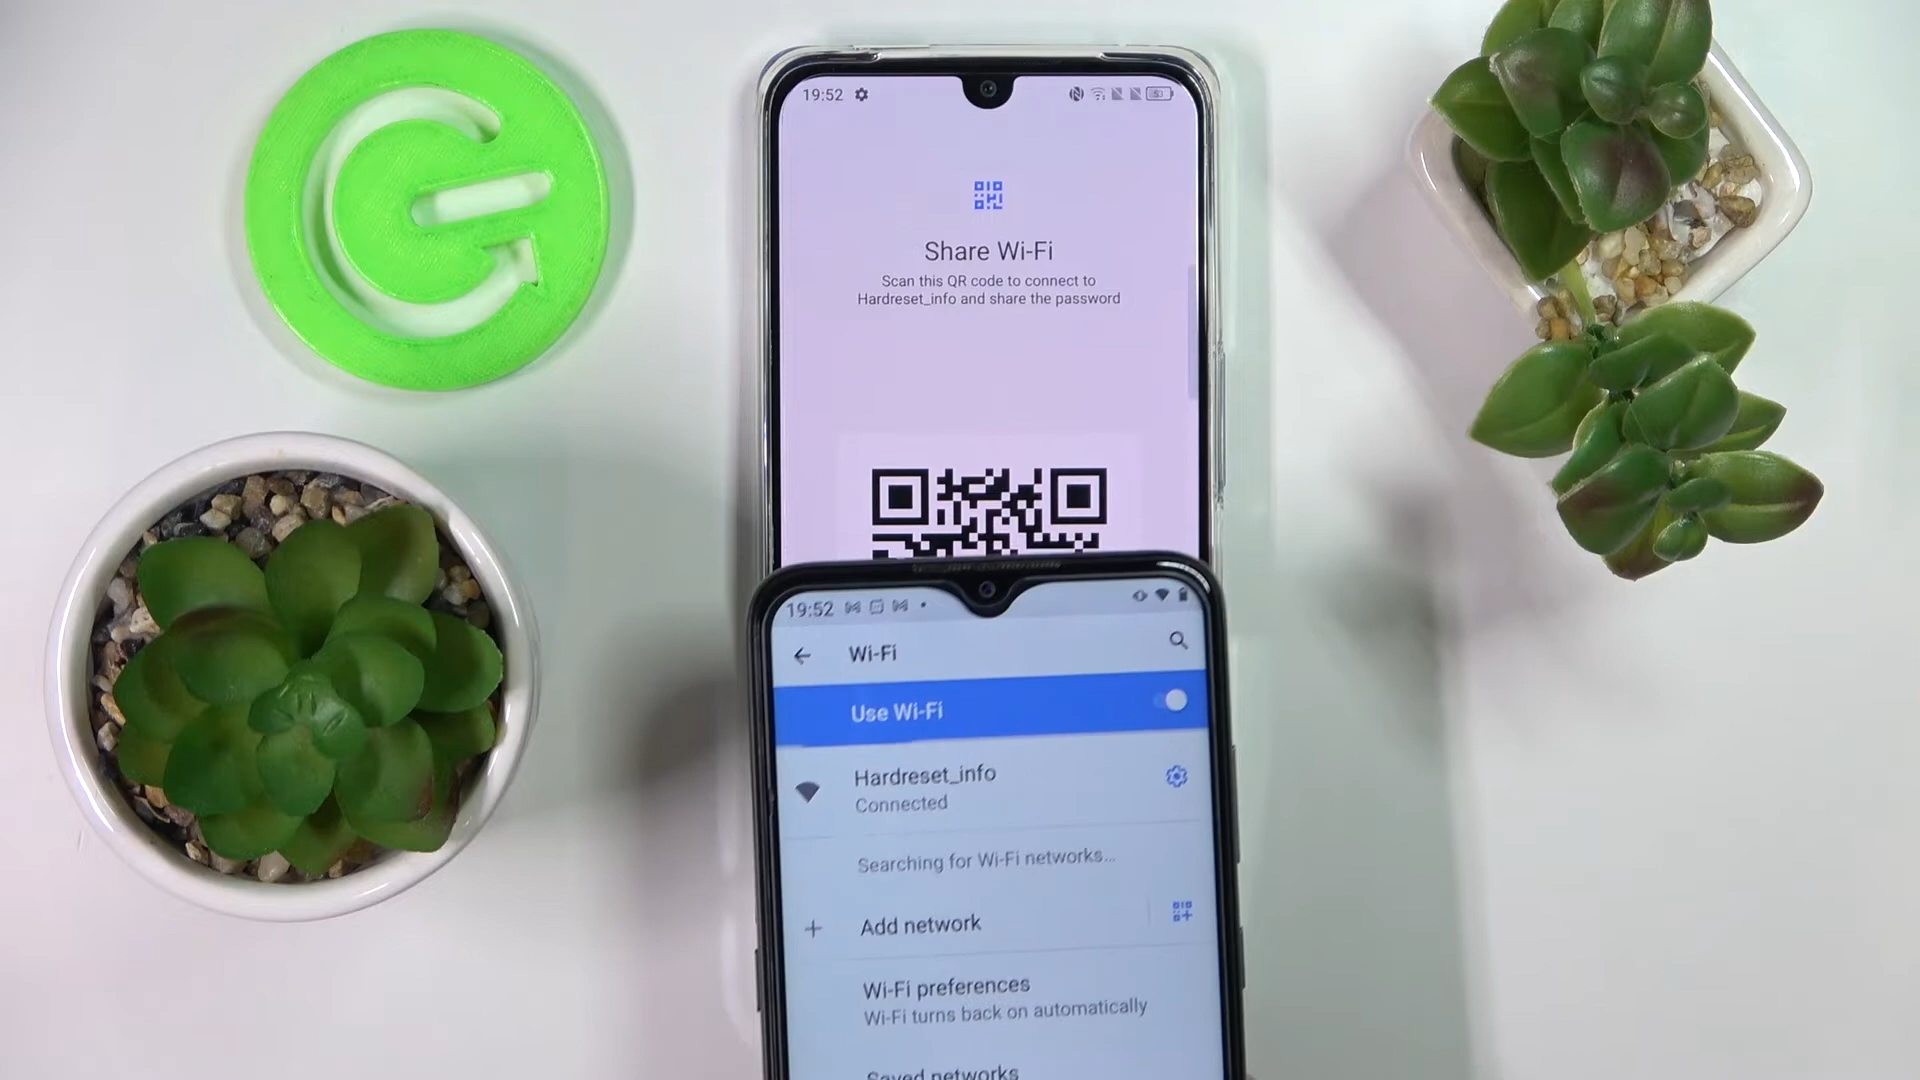 19:52
53
Share Wi-Fi
Scan this QR code to connect to
Hardreset_info and share the password
19:52
Wi-Fi
Use Wi-Fi
Hardreset_info
Connected
Searching for Wi-Fi networks...
Add network
Wi-Fi preferences
Wi-Fi turns back on automatically
Saved networks